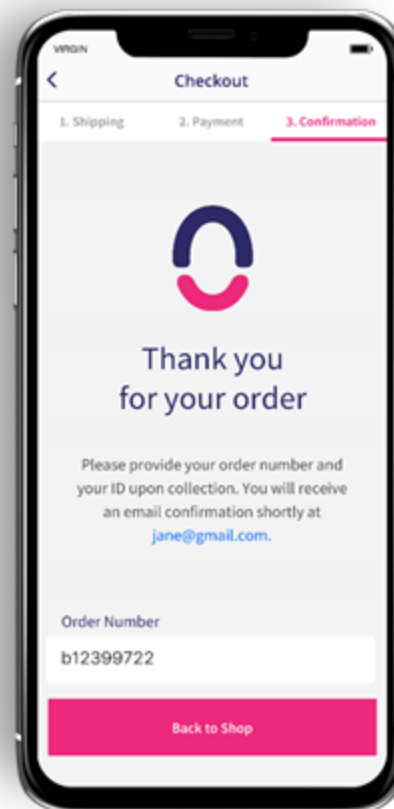 VIRGIN
Checkout
1. Shipping 2. Payment 3. Confirmation
Thank you
for your order
Please provide your order number and
your ID upon collection. You will receive
an email confirmation shortly at
jane@gmail.com.
Order Number
b12399722
Back to Shop